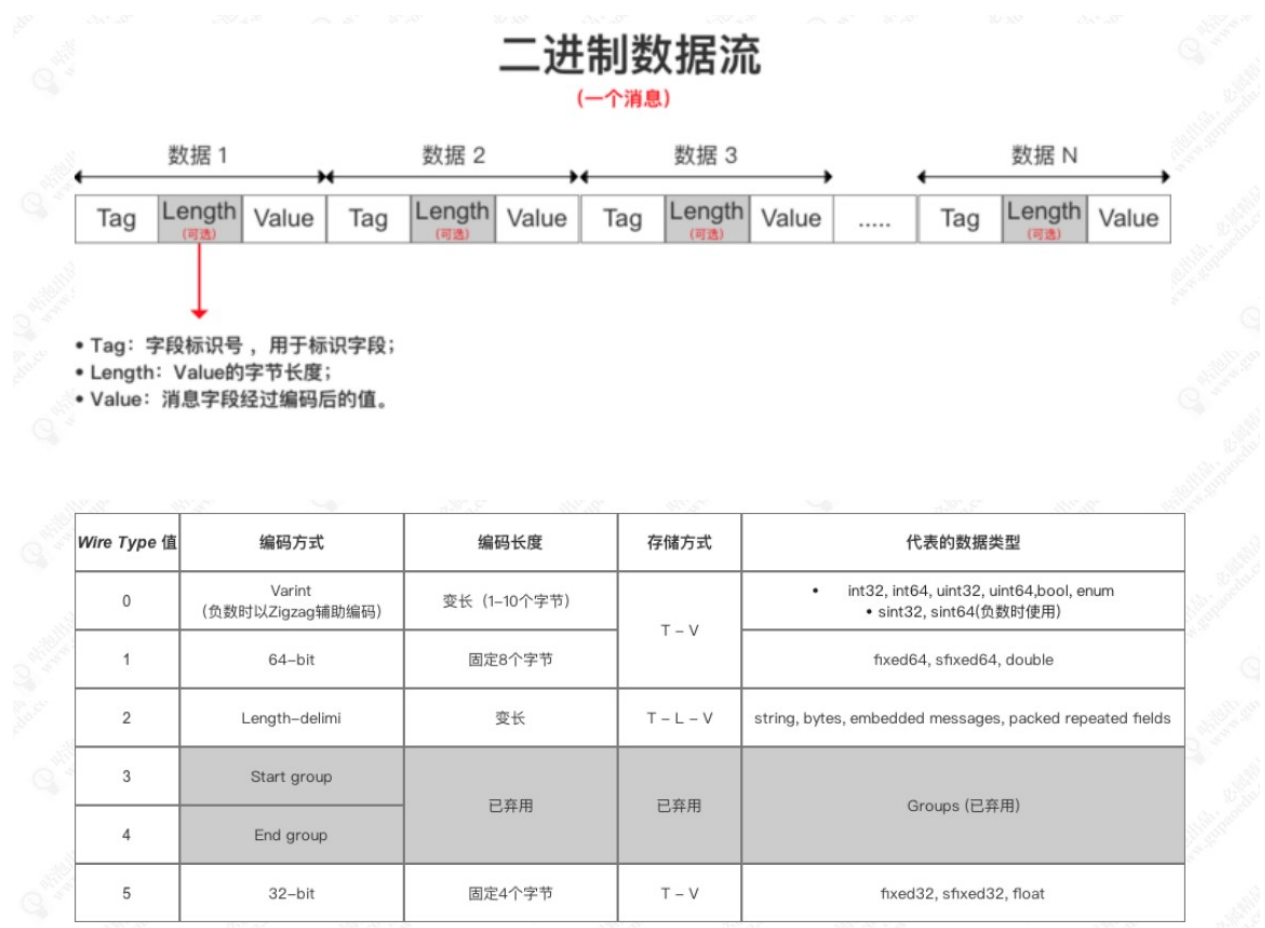 二进制数据流
(一个消息)
数据 1 数据 2 数据 3 数据 N
Tag Length Value Tag Length Value Tag Length Value ..... Tag Length Value
(可选) (可选) (可选) (可选)
• Tag：字段标识号 ，用于标识字段；
• Length：Value的字节长度；
• Value：消息字段经过编码后的值。
Wire Type 值 编码方式 编码长度 存储方式 代表的数据类型
0 Varint
(负数时以Zigzag辅助编码) 变长（1-10个字节)
• int32, int64, uint32, uint64,bool, enum
• sint32, sint64(负数时使用)
T – V
1 64-bit 固定8个字节 fixed64, sfixed64, double
2 Length-delimi 变长 T – L – V string, bytes, embedded messages, packed repeated fields
3 Start group
已弃用 已弃用 Groups (已弃用)
4 End group
5 32-bit 固定4个字节 T – V fixed32, sfixed32, float